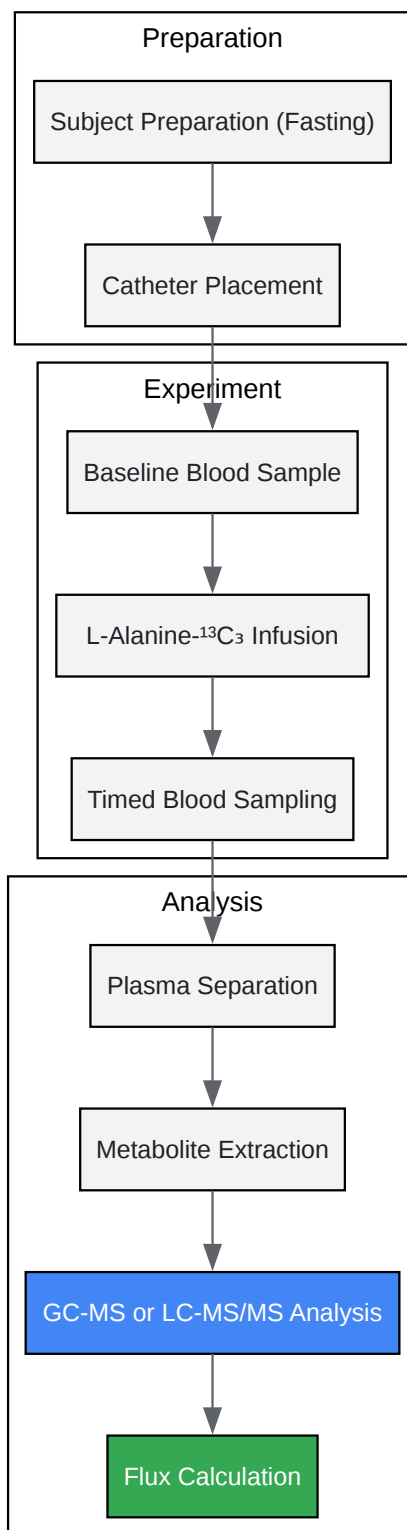 Preparation
Subject Preparation (Fasting)
Catheter Placement
Experiment
Baseline Blood Sample
L-Alanine-¹³C₃ Infusion
Timed Blood Sampling
Analysis
Plasma Separation
Metabolite Extraction
GC-MS or LC-MS/MS Analysis
Flux Calculation